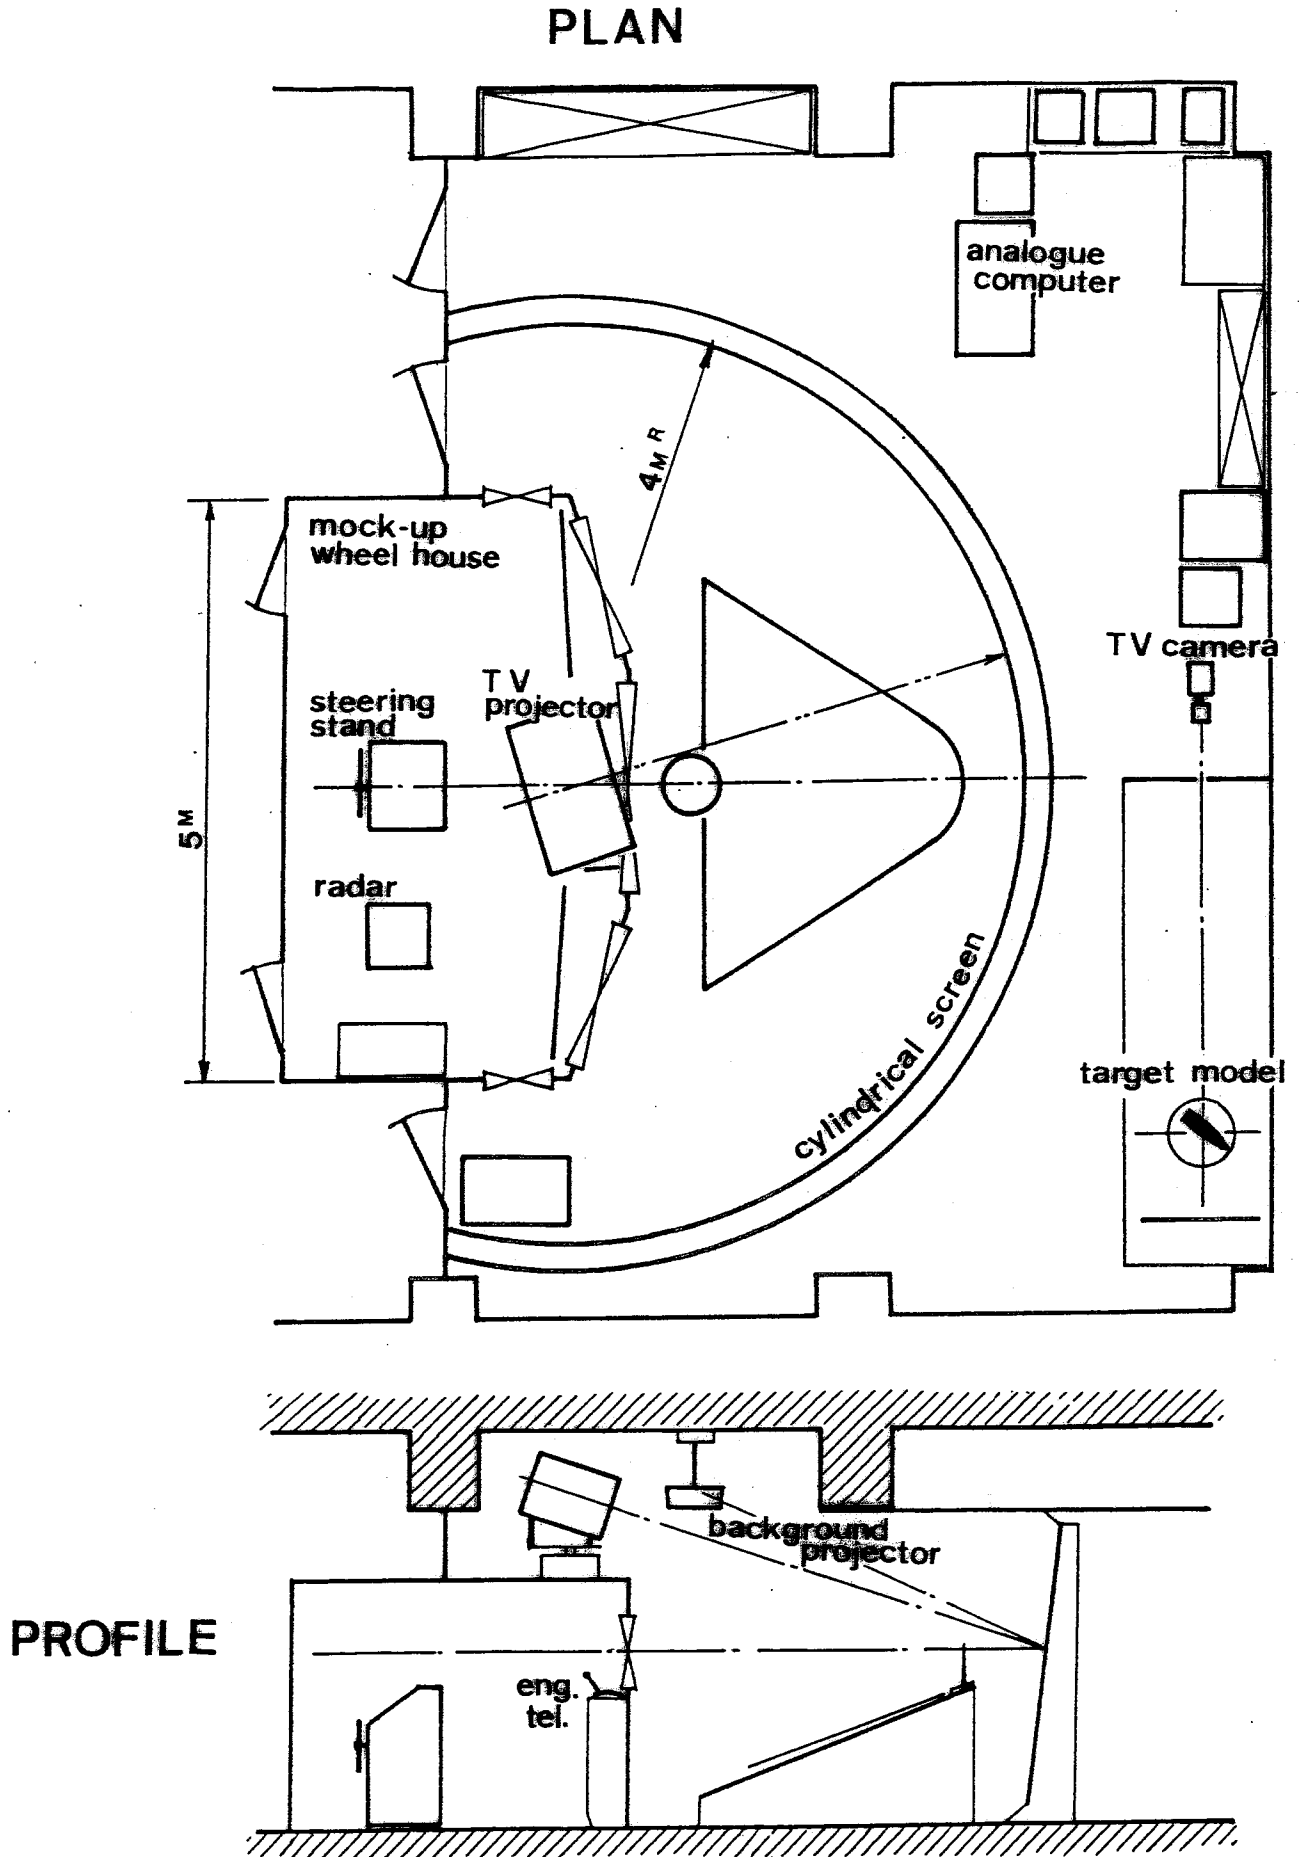 PLAN
analogue
computer
4M R
mock-up
wheel house
TV camera
TV
projector
steering
stand
5M
radar
cylindrical screen
target model
background
projector
PROFILE
eng.
tel.